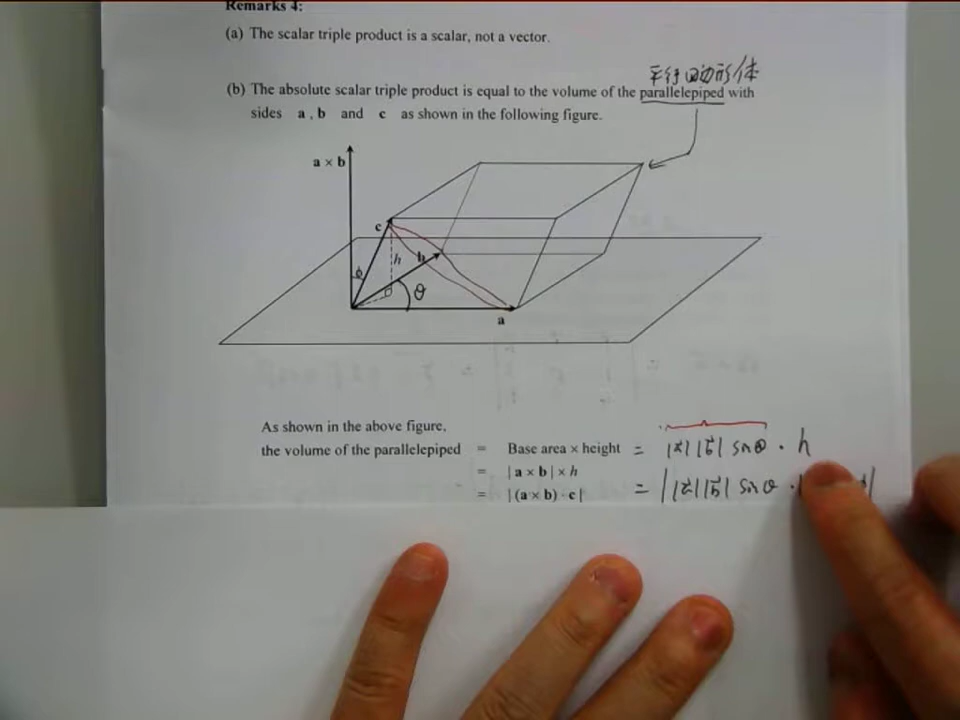 Remarks 4:
(a) The scalar triple product is a scalar, not a vector.
平行四边形体
(b) The absolute scalar triple product is equal to the volume of the parallelepiped with
sides a , b and c as shown in the following figure.
a × b
c
h
b
ϕ
θ
a
As shown in the above figure,
the volume of the parallelepiped = Base area × height = |a⃗||b⃗| sinθ · h
= | a × b | × h
= | (a × b) · c | = ||a⃗||b⃗| sinθ ·